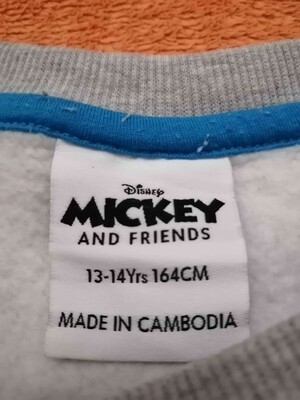 Disney
MICKEY
AND FRIENDS
13-14Yrs 164CM
MADE IN CAMBODIA